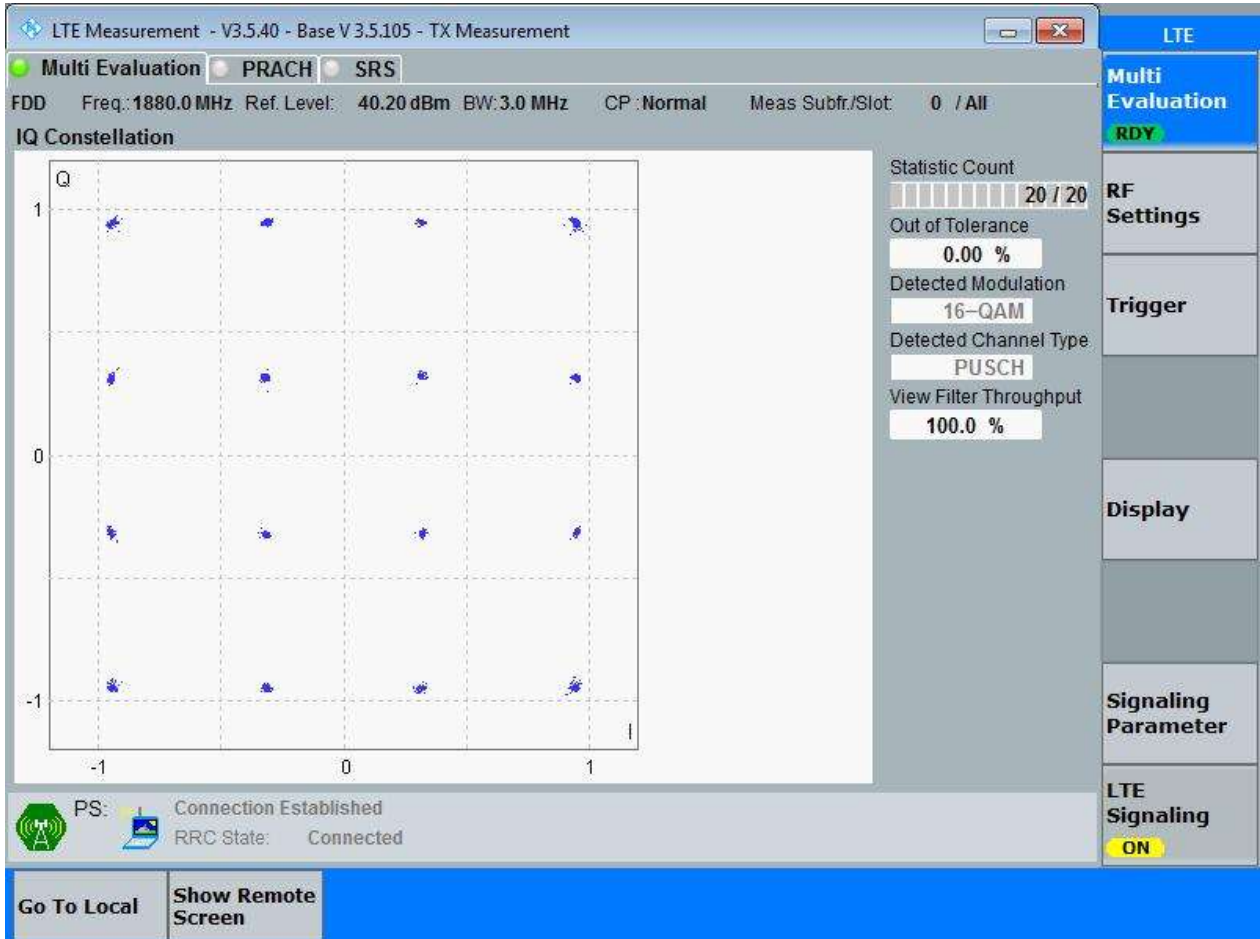 LTE Measurement - V3.5.40 - Base V 3.5.105 - TX Measurement
LTE
Multi Evaluation PRACH SRS
FDD Freq.: 1880.0 MHz Ref. Level: 40.20 dBm BW: 3.0 MHz CP : Normal Meas Subfr./Slot: 0 / All
IQ Constellation
Q
1
0
-1
-1 0 1
I
Statistic Count
20 / 20
Out of Tolerance
0.00 %
Detected Modulation
16-QAM
Detected Channel Type
PUSCH
View Filter Throughput
100.0 %
Multi
Evaluation
RDY
RF
Settings
Trigger
Display
Signaling
Parameter
LTE
Signaling
ON
PS: Connection Established
RRC State: Connected
Go To Local
Show Remote
Screen